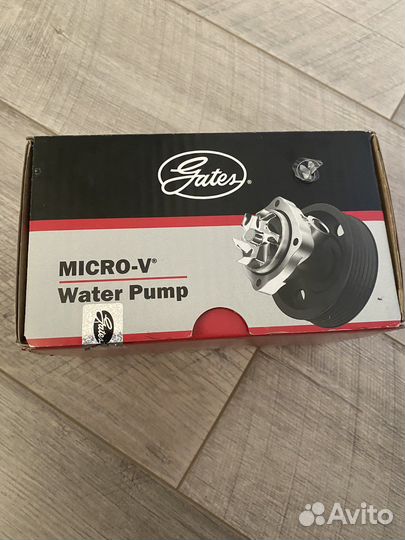 Gates®
MICRO-V®
Water Pump
Gates
Avito